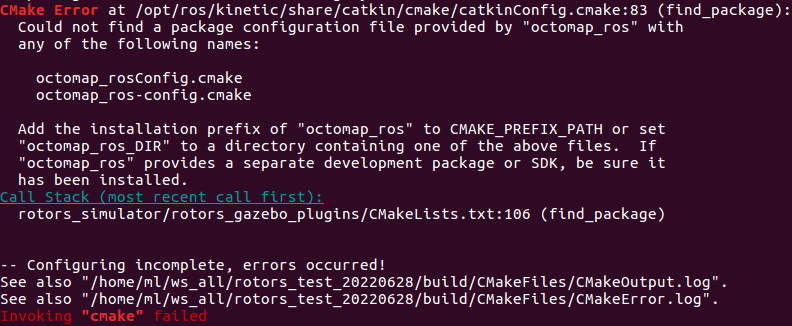 CMake Error at /opt/ros/kinetic/share/catkin/cmake/catkinConfig.cmake:83 (find_package):
  Could not find a package configuration file provided by "octomap_ros" with
  any of the following names:

    octomap_rosConfig.cmake
    octomap_ros-config.cmake

  Add the installation prefix of "octomap_ros" to CMAKE_PREFIX_PATH or set
  "octomap_ros_DIR" to a directory containing one of the above files.  If
  "octomap_ros" provides a separate development package or SDK, be sure it
  has been installed.
Call Stack (most recent call first):
  rotors_simulator/rotors_gazebo_plugins/CMakeLists.txt:106 (find_package)


-- Configuring incomplete, errors occurred!
See also "/home/ml/ws_all/rotors_test_20220628/build/CMakeFiles/CMakeOutput.log".
See also "/home/ml/ws_all/rotors_test_20220628/build/CMakeFiles/CMakeError.log".
Invoking "cmake" failed